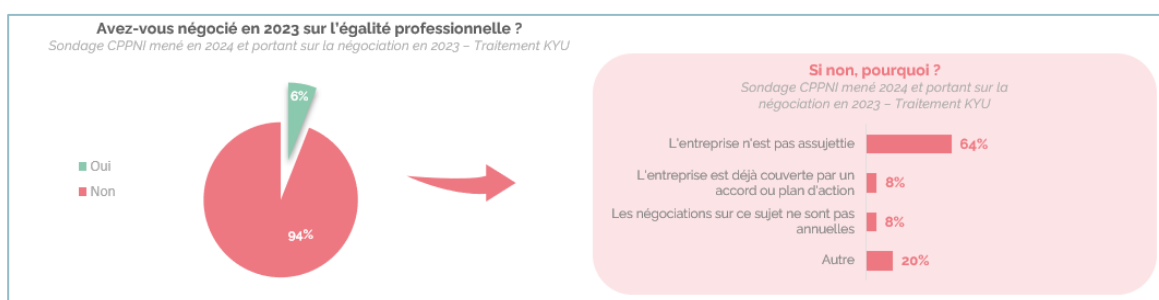 Avez-vous négocié en 2023 sur l'égalité professionnelle ?
Sondage CPPNI mené en 2024 et portant sur la négociation en 2023 – Traitement KYU
6%
94%
Oui
Non
Si non, pourquoi ?
Sondage CPPNI mené 2024 et portant sur la
négociation en 2023 – Traitement KYU
L'entreprise n'est pas assujettie
64%
L'entreprise est déjà couverte par un
accord ou plan d'action
8%
Les négociations sur ce sujet ne sont pas
annuelles
8%
Autre
20%